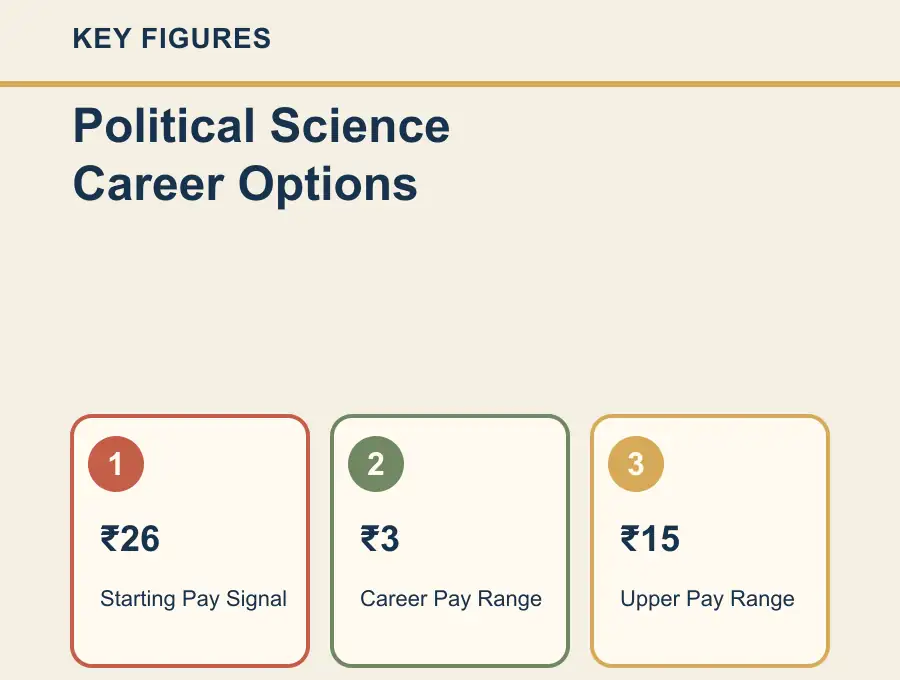 KEY FIGURES
Political Science
Career Options
1
₹26
Starting Pay Signal
2
₹3
Career Pay Range
3
₹15
Upper Pay Range